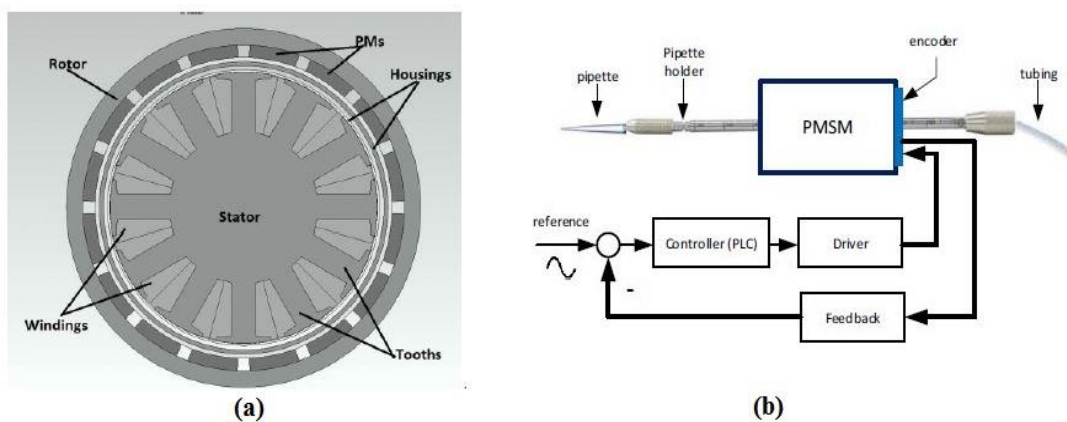 PMs
Rotor
Housings
Stator
Windings
Tooths
(a)
encoder
Pipette
holder
pipette
tubing
PMSM
reference
Controller (PLC)
Driver
-
Feedback
(b)